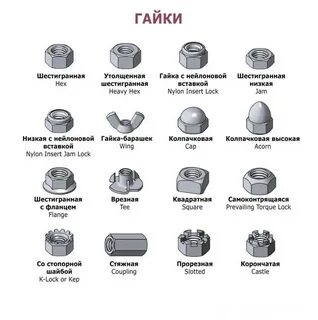 ГАЙКИ
Шестигранная
Hex
Утолщенная
шестигранная
Heavy Hex
Гайка с нейлоновой
вставкой
Nylon Insert Lock
Шестигранная
низкая
Jam
Низкая с нейлоновой
вставкой
Nylon Insert Jam Lock
Гайка-барашек
Wing
Колпачковая
Cap
Колпачковая высокая
Acorn
Шестигранная
с фланцем
Flange
Врезная
Tee
Квадратная
Square
Самоконтрящаяся
Prevailing Torque Lock
Со стопорной
шайбой
K-Lock or Kep
Стяжная
Coupling
Прорезная
Slotted
Корончатая
Castle